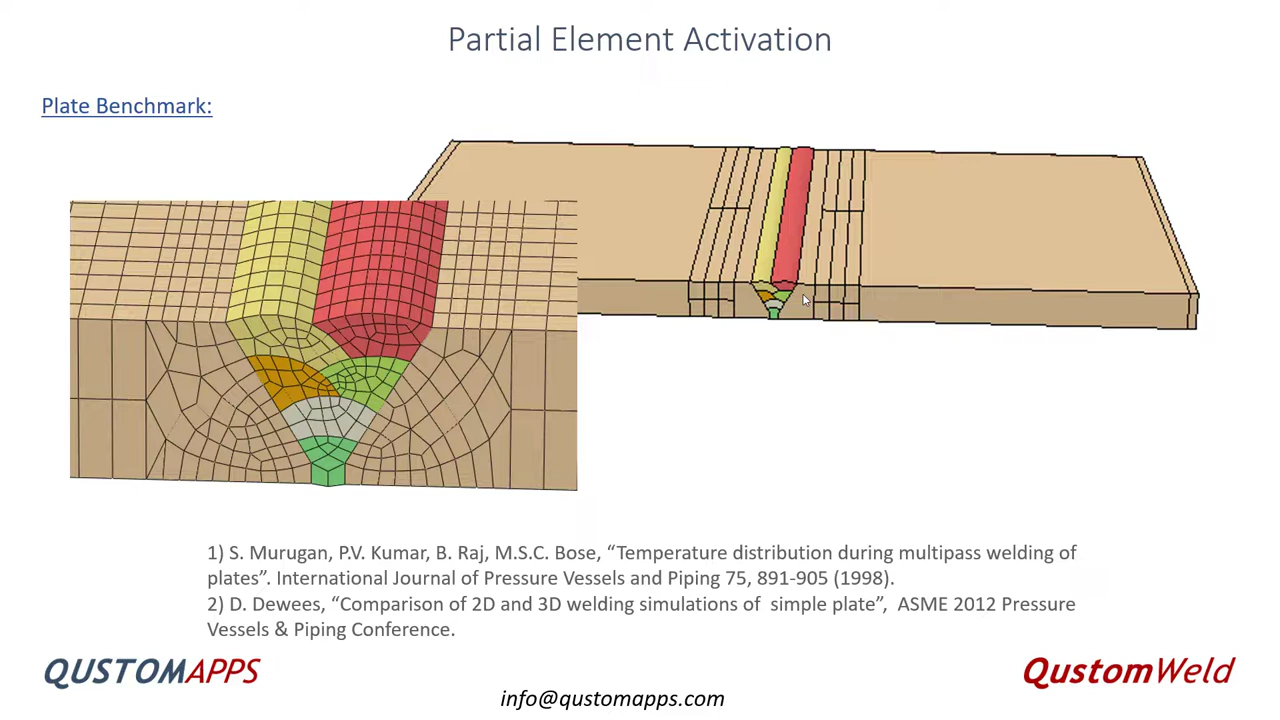 Partial Element Activation
Plate Benchmark:
1) S. Murugan, P.V. Kumar, B. Raj, M.S.C. Bose, “Temperature distribution during multipass welding of
plates”. International Journal of Pressure Vessels and Piping 75, 891-905 (1998).
2) D. Dewees, “Comparison of 2D and 3D welding simulations of  simple plate”,  ASME 2012 Pressure
Vessels & Piping Conference.
QUSTOMAPPS
QustomWeld
info@qustomapps.com